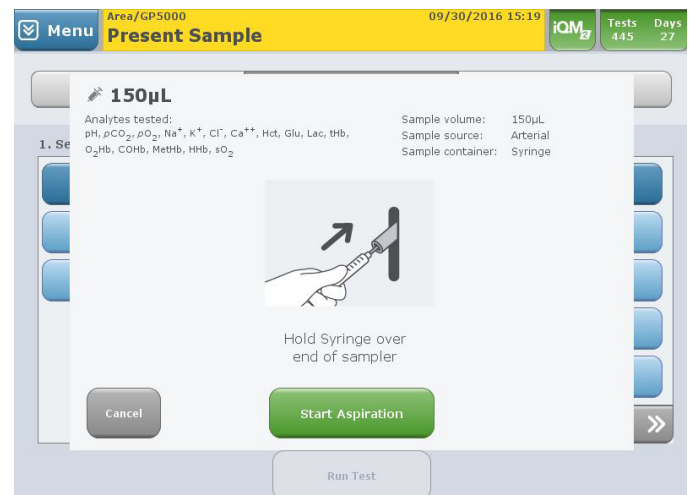 Menu
Area/GP5000
09/30/2016 15:19
Present Sample
iQM2
Tests Days
445 27
150µL
Analytes tested:
pH, pCO2, pO2, Na+, K+, Cl-, Ca++, Hct, Glu, Lac, tHb,
O2Hb, COHb, MetHb, HHb, sO2
Sample volume: 150µL
Sample source: Arterial
Sample container: Syringe
1. Se
Hold Syringe over
end of sampler
Cancel
Start Aspiration
Run Test